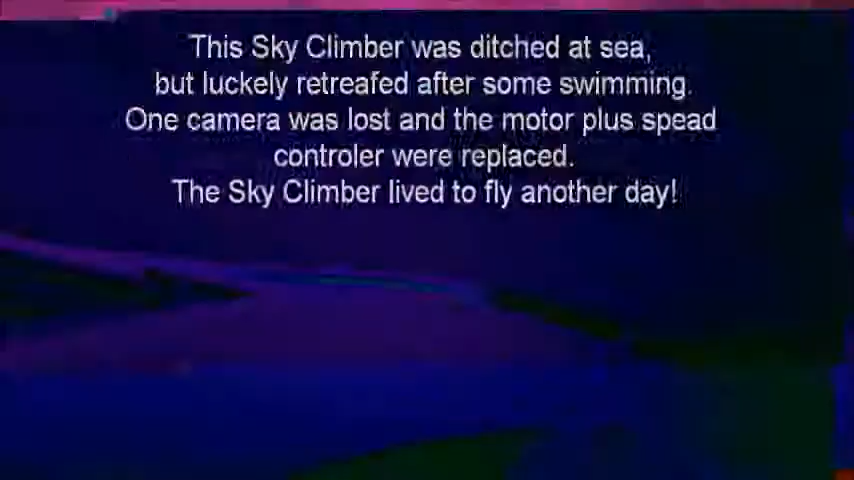 This Sky Climber was ditched at sea,
but luckely retreafed after some swimming.
One camera was lost and the motor plus spead
controler were replaced.
The Sky Climber lived to fly another day!